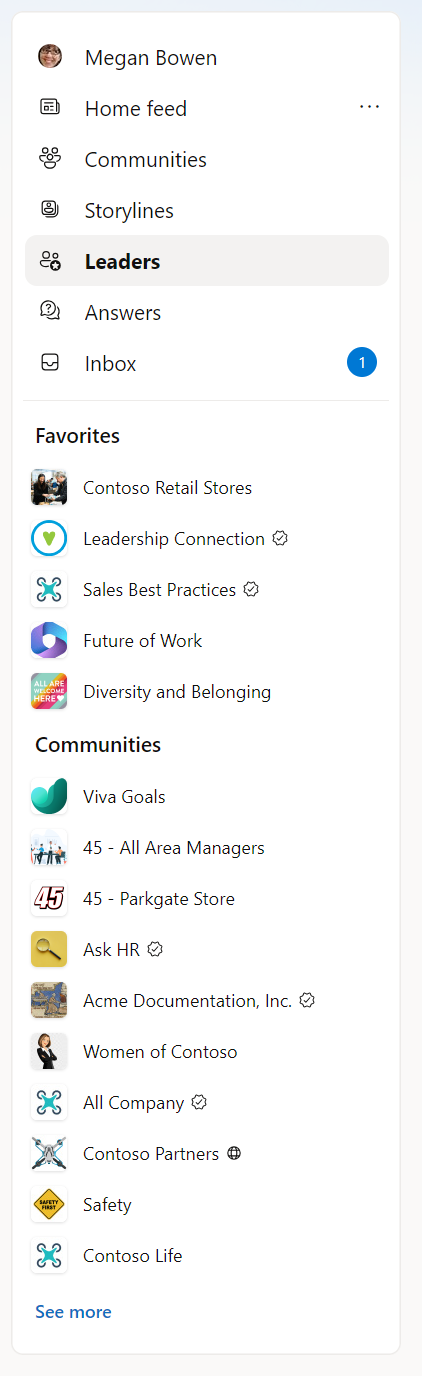 Megan Bowen
Home feed
Communities
Storylines
Leaders
Answers
Inbox 1
Favorites
Contoso Retail Stores
Leadership Connection
Sales Best Practices
Future of Work
ALL ARE
WELCOME
HERE
Diversity and Belonging
Communities
Viva Goals
45 - All Area Managers
45
45 - Parkgate Store
Ask HR
Acme Documentation, Inc.
Women of Contoso
All Company
Contoso Partners
SAFETY
FIRST
Safety
Contoso Life
See more